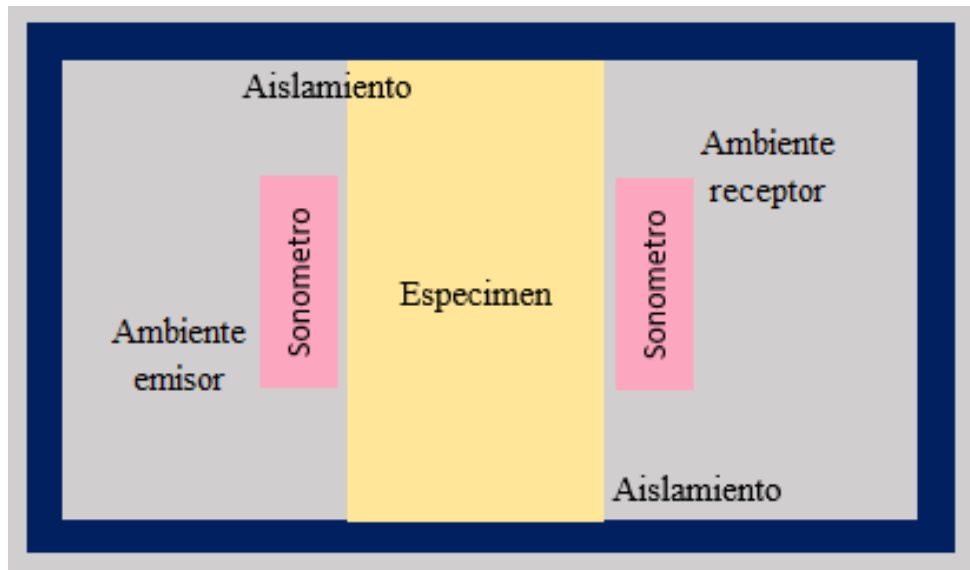 Aislamiento
Ambiente
receptor
Sonometro
Especimen
Sonometro
Ambiente
emisor
Aislamiento